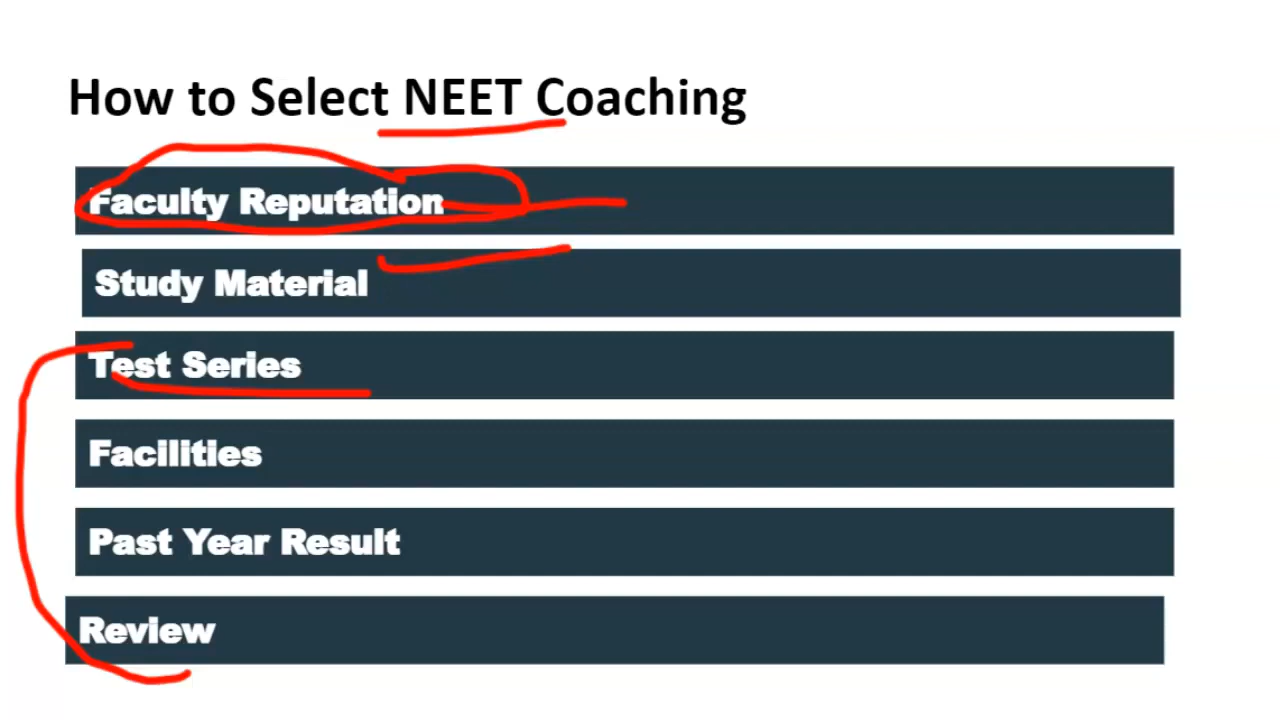 How to Select NEET Coaching
Faculty Reputation
Study Material
Test Series
Facilities
Past Year Result
Review